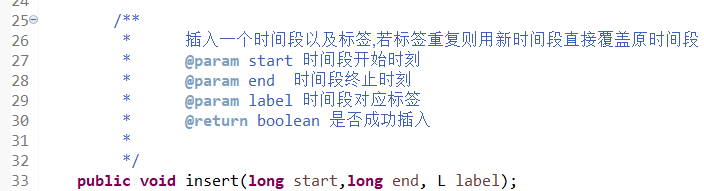 24
25 /**
26 * 插入一个时间段以及标签,若标签重复则用新时间段直接覆盖原时间段
27 * @param start 时间段开始时刻
28 * @param end 时间段终止时刻
29 * @param label 时间段对应标签
30 * @return boolean 是否成功插入
31 *
32 */
33 public void insert(long start,long end, L label);